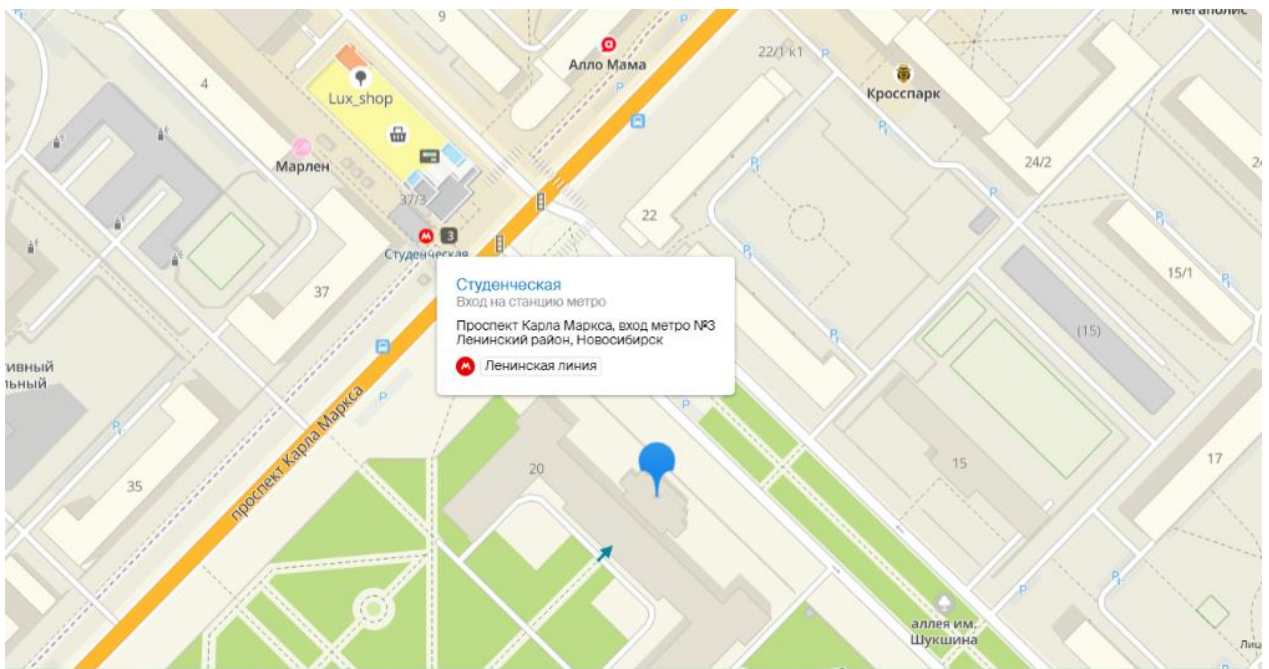 Мегаполис
9
Алло Мама
22/1 к1
Кросспарк
4
Lux_shop
Марлен
24/2
37/3
3
Студенческая
22
37
15/1
Студенческая
Вход на станцию метро
Проспект Карла Маркса, вход метро №3
Ленинский район, Новосибирск
Ленинская линия
(15)
ивный
льный
проспект Карла Маркса
35
20
15
17
аллея им.
Шукшина
Лиц
P